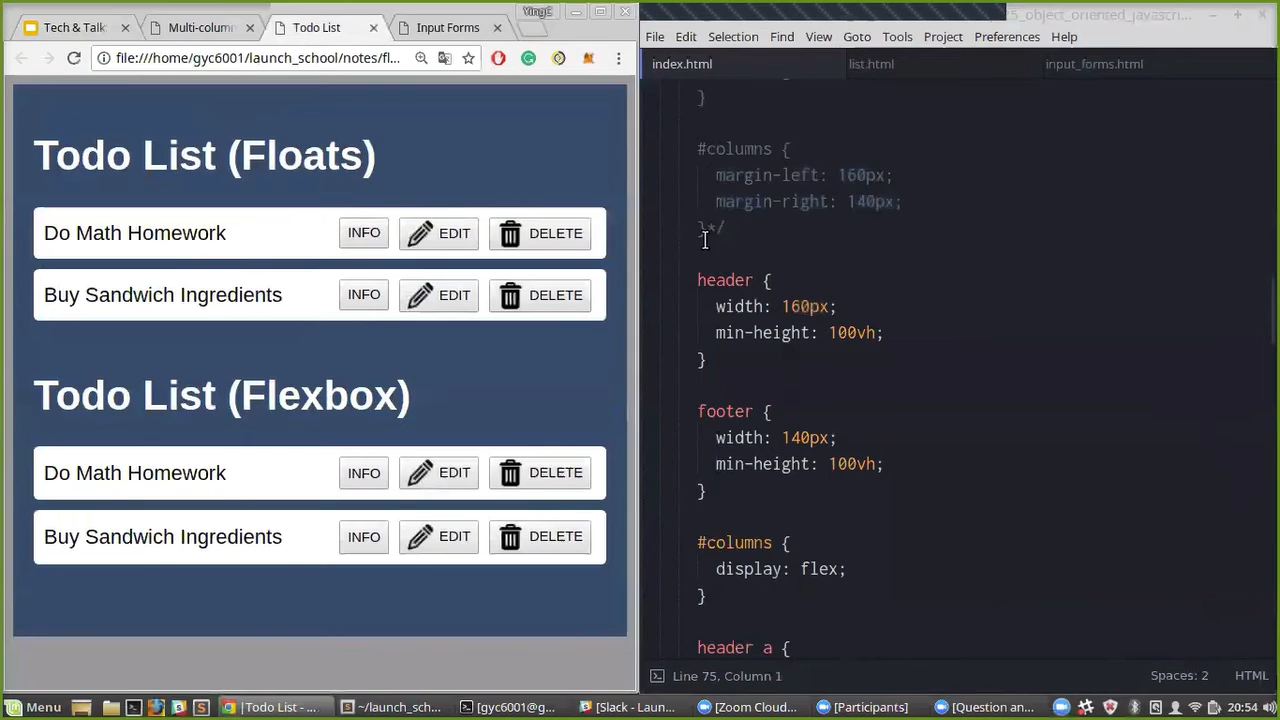 YingC
Tech & Talk
Multi-column
Todo List
Input Forms
file:///home/gyc6001/launch_school/notes/fl...
Todo List (Floats)
Do Math Homework
INFO
EDIT
DELETE
Buy Sandwich Ingredients
INFO
EDIT
DELETE
Todo List (Flexbox)
Do Math Homework
INFO
EDIT
DELETE
Buy Sandwich Ingredients
INFO
EDIT
DELETE
5_object_oriented_javascri...
File Edit Selection Find View Goto Tools Project Preferences Help
index.html
list.html
input_forms.html
}
#columns {
margin-left: 160px;
margin-right: 140px;
}*/
header {
width: 160px;
min-height: 100vh;
}
footer {
width: 140px;
min-height: 100vh;
}
#columns {
display: flex;
}
header a {
Line 75, Column 1
Spaces: 2
HTML
Menu
[Todo List - ...
~/launch_sch...
[gyc6001@g...
[Slack - Laun...
[Zoom Cloud...
[Participants]
[Question an...
20:54